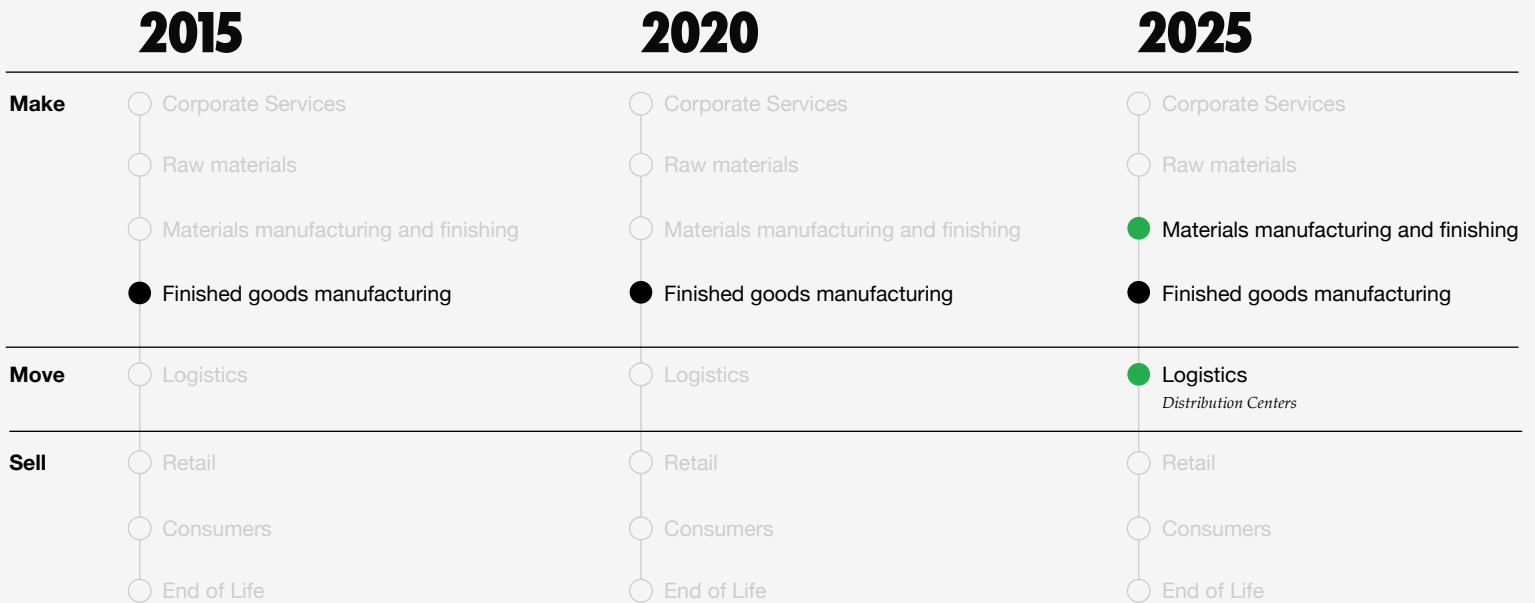 2015 2020 2025
Make Corporate Services Corporate Services Corporate Services
Raw materials Raw materials Raw materials
Materials manufacturing and finishing Materials manufacturing and finishing Materials manufacturing and finishing
Finished goods manufacturing Finished goods manufacturing Finished goods manufacturing
Move Logistics Logistics Logistics
Distribution Centers
Sell Retail Retail Retail
Consumers Consumers Consumers
End of Life End of Life End of Life